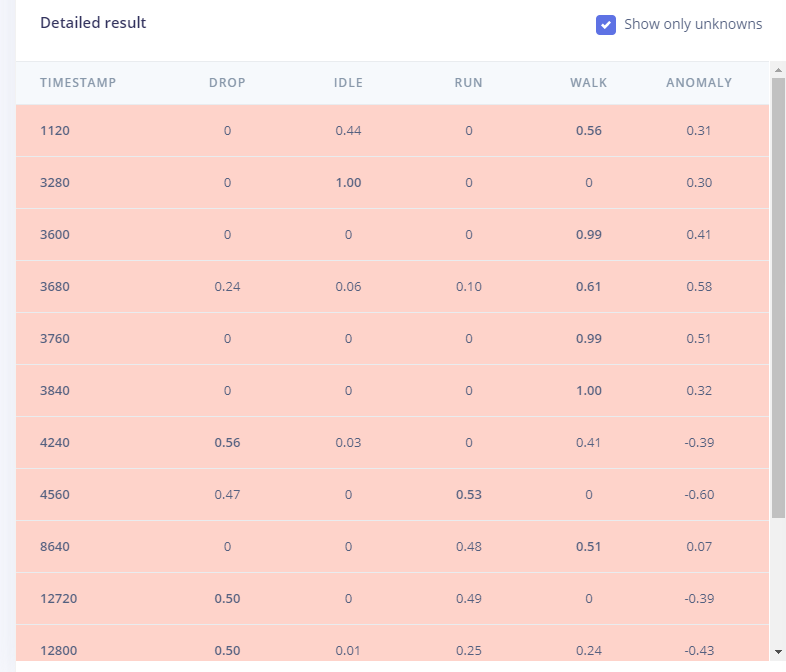 Detailed result
Show only unknowns
TIMESTAMP DROP IDLE RUN WALK ANOMALY
1120 0 0.44 0 0.56 0.31
3280 0 1.00 0 0 0.30
3600 0 0 0 0.99 0.41
3680 0.24 0.06 0.10 0.61 0.58
3760 0 0 0 0.99 0.51
3840 0 0 0 1.00 0.32
4240 0.56 0.03 0 0.41 -0.39
4560 0.47 0 0.53 0 -0.60
8640 0 0 0.48 0.51 0.07
12720 0.50 0 0.49 0 -0.39
12800 0.50 0.01 0.25 0.24 -0.43